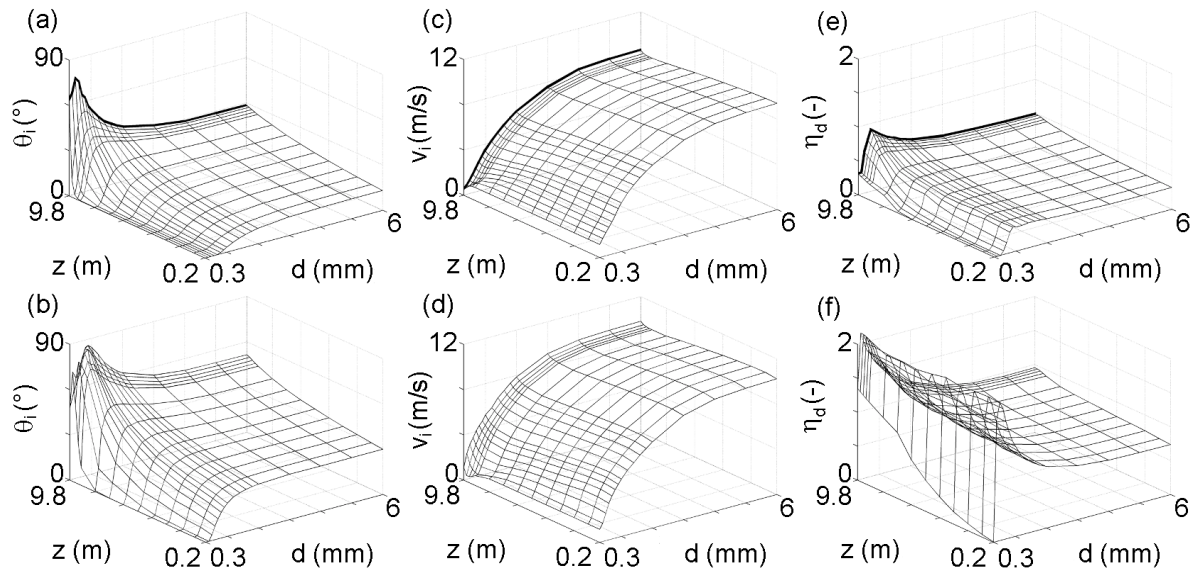 (a)
90
θi (°)
0
9.8
z (m)
0.2
0.3
d (mm)
6
(c)
12
vi (m/s)
0
9.8
z (m)
0.2
0.3
d (mm)
6
(e)
2
ηd (-)
0
9.8
z (m)
0.2
0.3
d (mm)
6
(b)
90
θi (°)
0
9.8
z (m)
0.2
0.3
d (mm)
6
(d)
12
vi (m/s)
0
9.8
z (m)
0.2
0.3
d (mm)
6
(f)
2
ηd (-)
0
9.8
z (m)
0.2
0.3
d (mm)
6